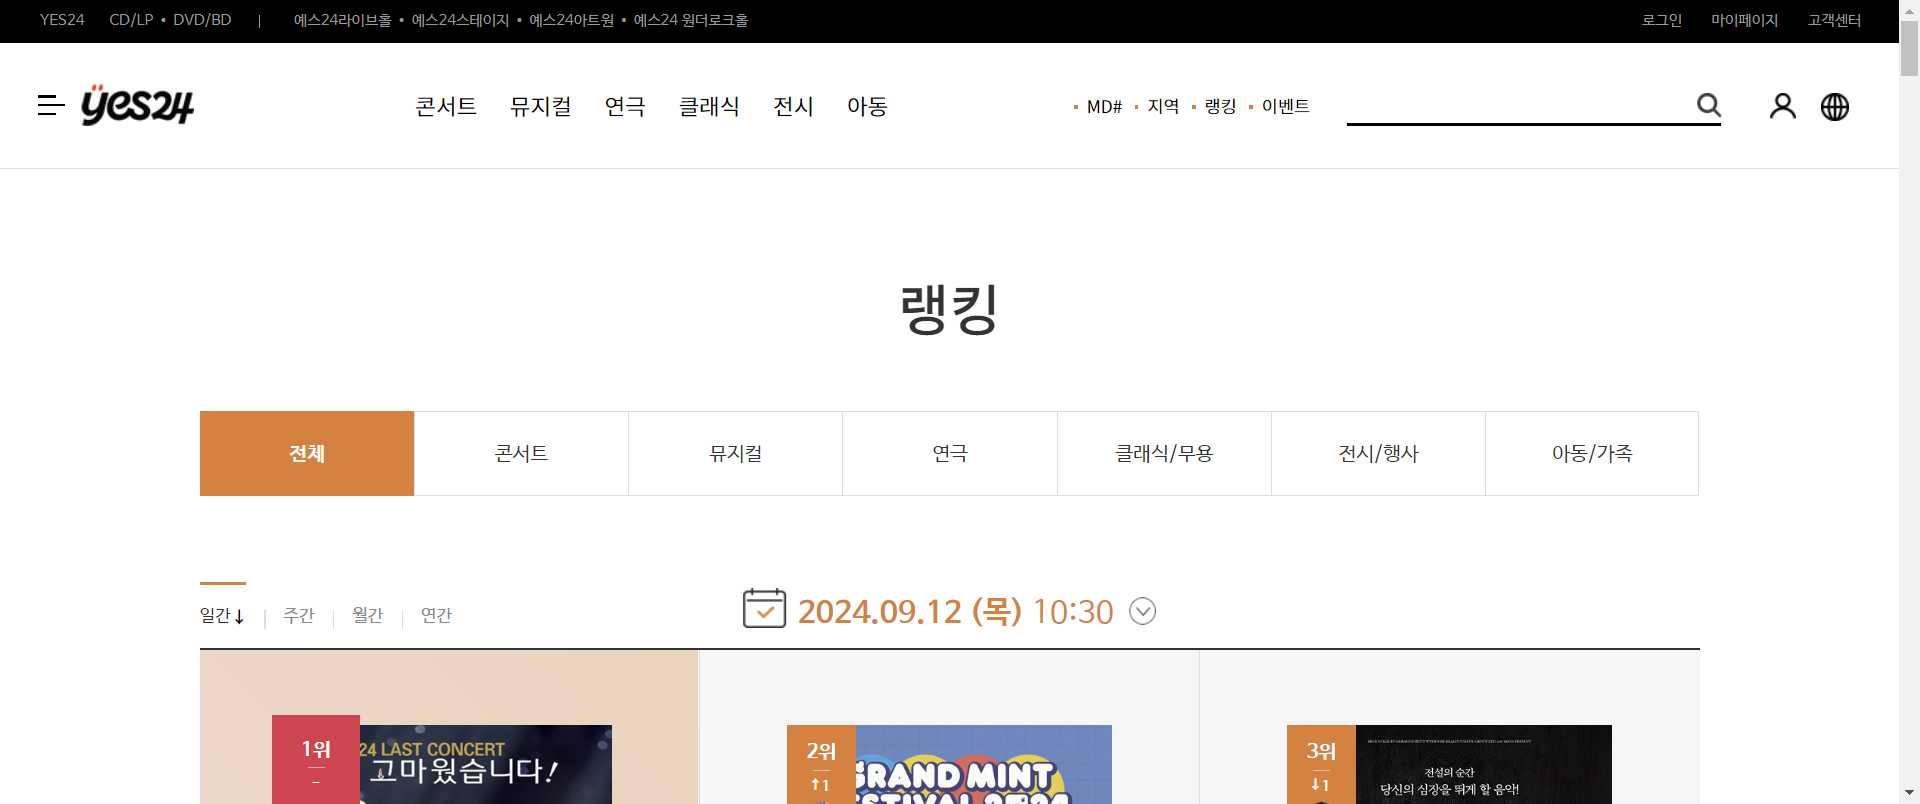 YES24 CD/LP • DVD/BD | 예스24라이브홀 • 예스24스테이지 • 예스24아트원 • 예스24 원더로크홀 로그인 마이페이지 고객센터
yes24 콘서트 뮤지컬 연극 클래식 전시 아동 MD# 지역 랭킹 이벤트
랭킹
전체 콘서트 뮤지컬 연극 클래식/무용 전시/행사 아동/가족
일간↓ | 주간 | 월간 | 연간 2024.09.12 (목) 10:30
1위
–
24 LAST CONCERT
고마웠습니다!
2위
↑1
GRAND MINT
FESTIVAL 2024
3위
↓1
전설의 순간
당신의 심장을 뛰게 할 음악!